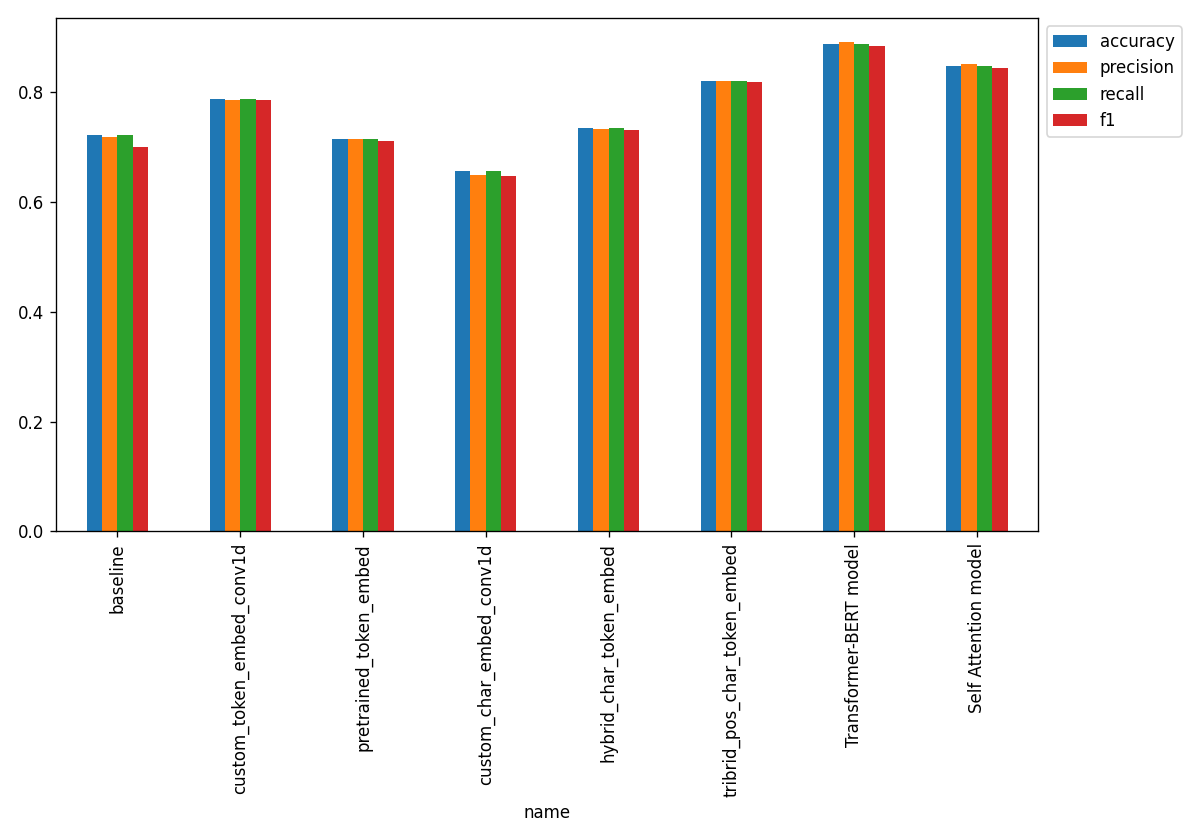 accuracy
precision
recall
f1
0.8
0.6
0.4
0.2
0.0
baseline
custom_token_embed_conv1d
pretrained_token_embed
custom_char_embed_conv1d
hybrid_char_token_embed
tribrid_pos_char_token_embed
Transformer-BERT model
Self Attention model
name